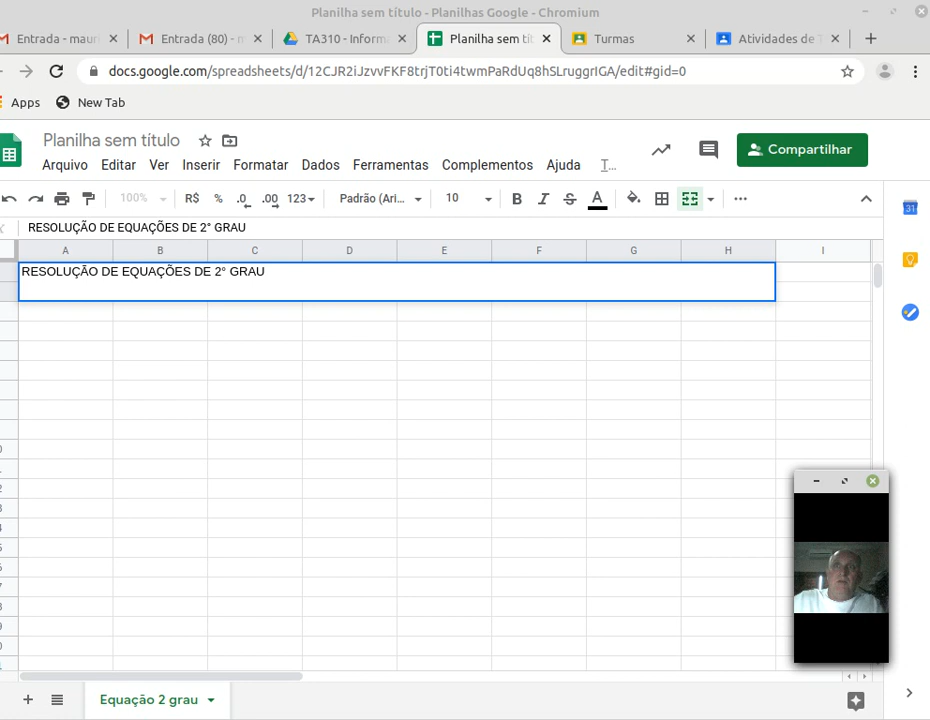 Planilha sem título - Planilhas Google - Chromium
Entrada - mau
Entrada (80) - m
TA310 - Inform
Planilha sem tít
Turmas
Atividades de T
docs.google.com/spreadsheets/d/12CJR2iJzvvFKF8trjT0ti4twmPaRdUq8hSLruggrIGA/edit#gid=0
Apps
New Tab
Planilha sem título
Arquivo Editar Ver Inserir Formatar Dados Ferramentas Complementos Ajuda T...
Compartilhar
100% R$ % .0 .00 123 Padrão (Ari... 10 B I S A
31
RESOLUÇÃO DE EQUAÇÕES DE 2° GRAU
A B C D E F G H I
RESOLUÇÃO DE EQUAÇÕES DE 2° GRAU
Equação 2 grau